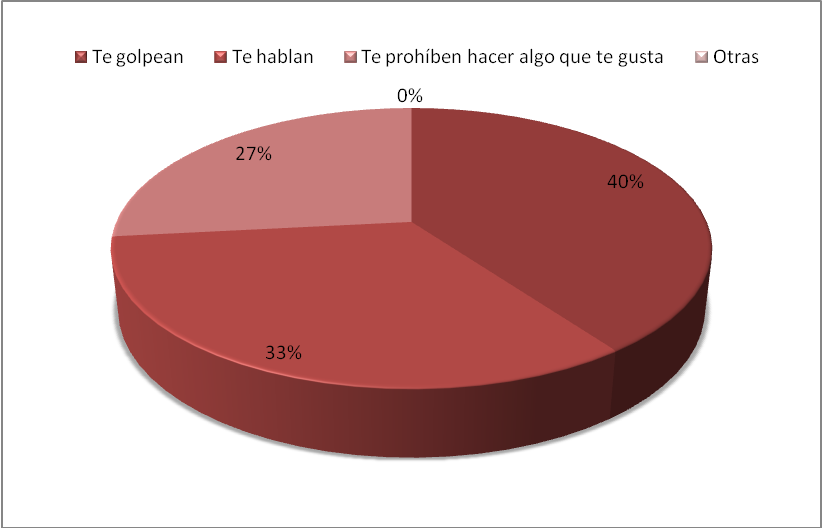 Te golpean Te hablan Te prohíben hacer algo que te gusta Otras
0%
27%
40%
33%